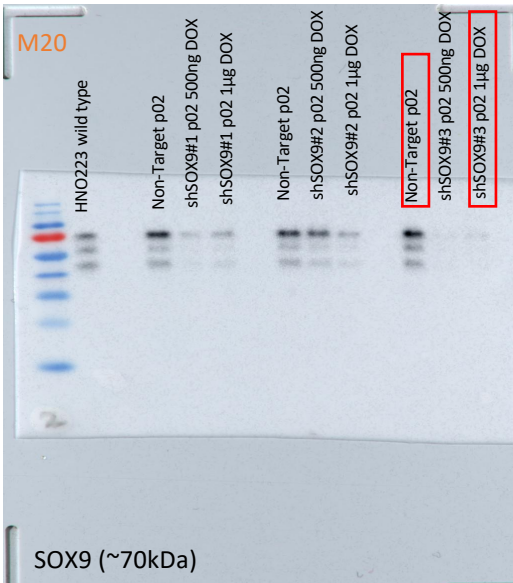 M20
HNO223 wild type
Non-Target p02
shSOX9#1 p02 500ng DOX
shSOX9#1 p02 1µg DOX
Non-Target p02
shSOX9#2 p02 500ng DOX
shSOX9#2 p02 1µg DOX
Non-Target p02
shSOX9#3 p02 500ng DOX
shSOX9#3 p02 1µg DOX
2
SOX9 (~70kDa)